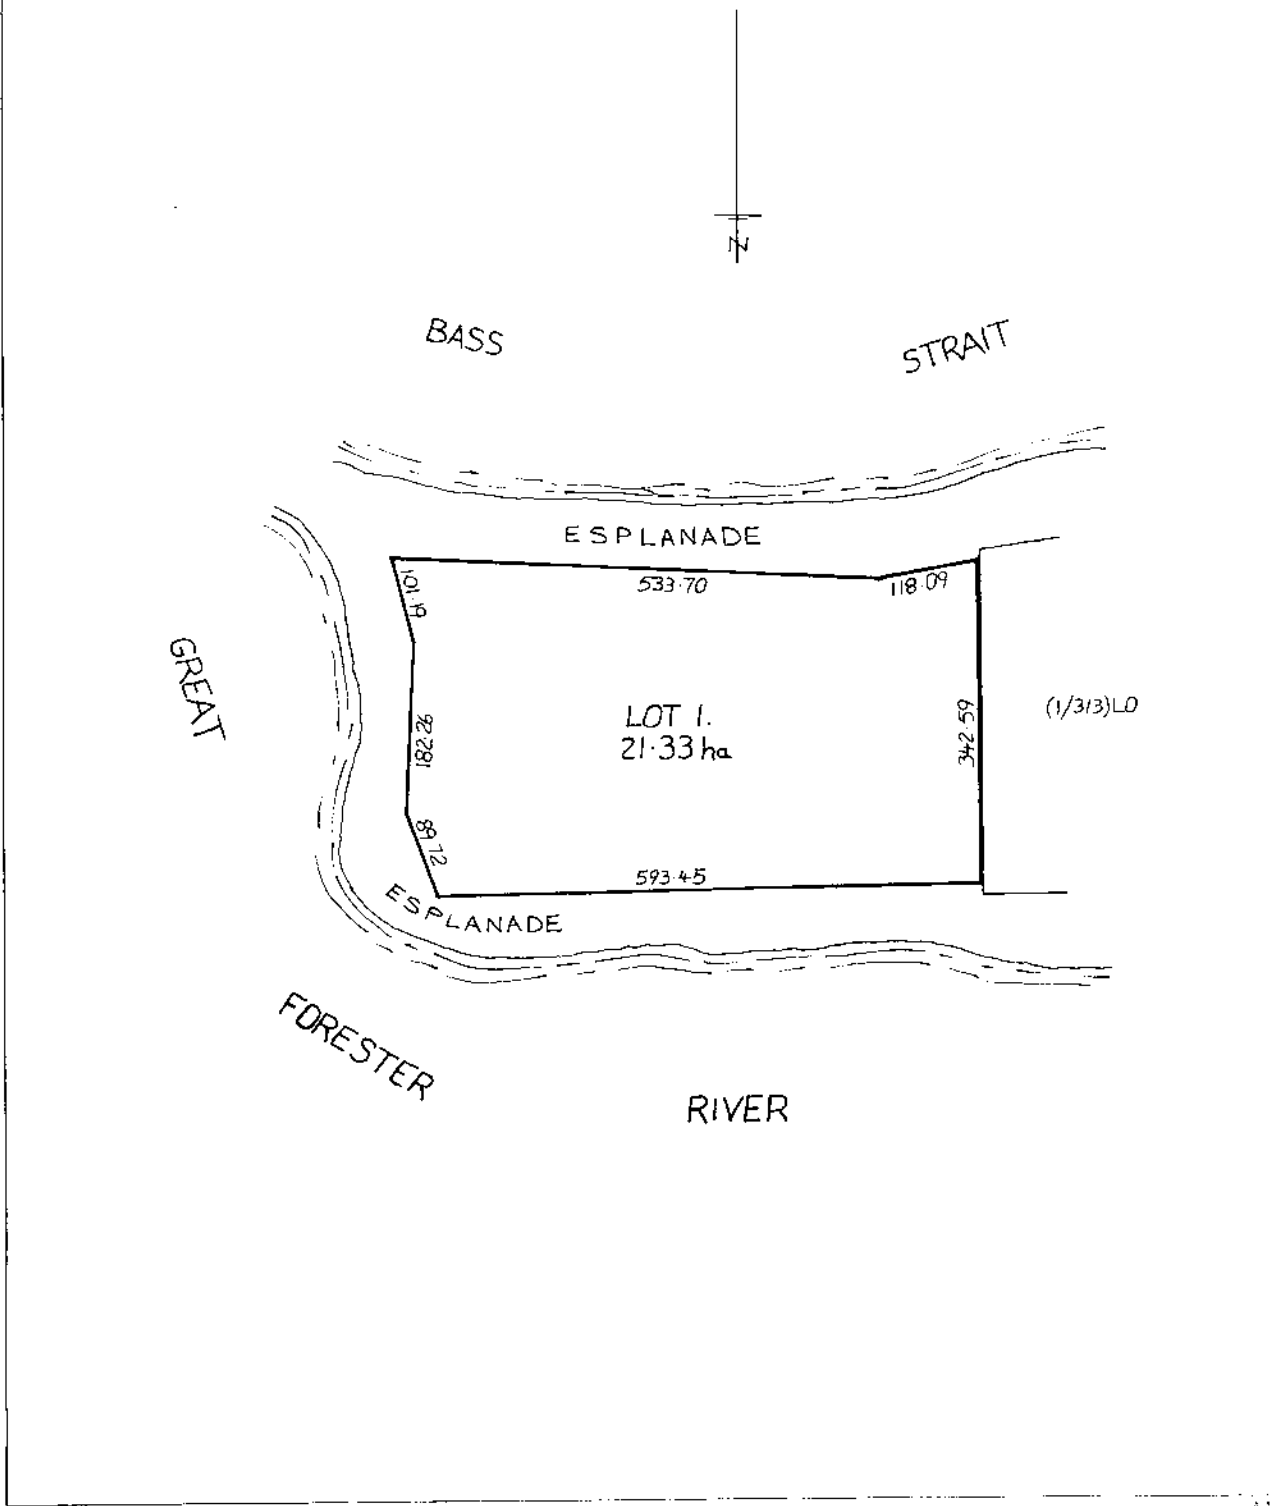 N
BASS
STRAIT
ESPLANADE
533·70
118·09
101·19
GREAT
LOT 1.
21·33 ha
182·26
342·59
(1/313)LO
89·72
593·45
ESPLANADE
FORESTER
RIVER